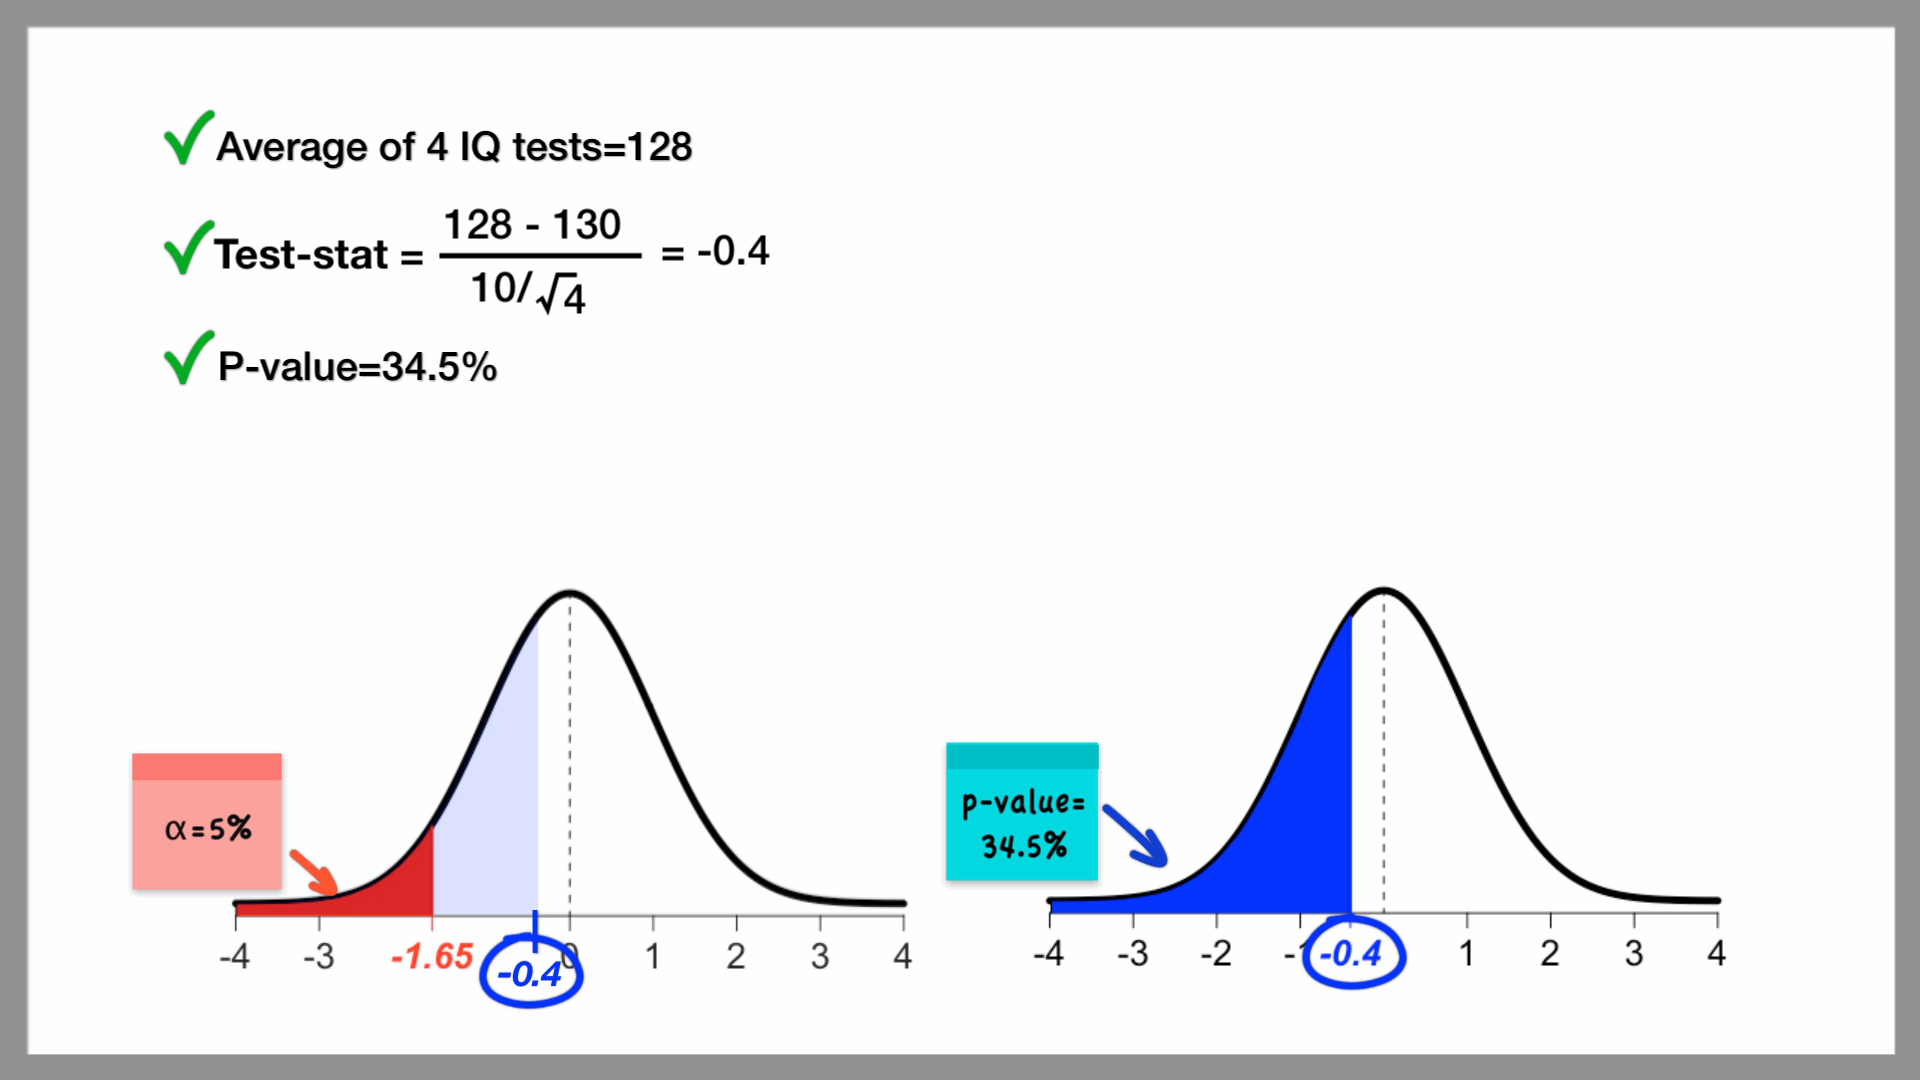 Average of 4 IQ tests=128
Test-stat = 128 - 130 / 10/√4 = -0.4
P-value=34.5%
α=5%
p-value=
34.5%
-4 -3 -1.65 -0.4 0 1 2 3 4
-4 -3 -2 - -0.4 1 2 3 4